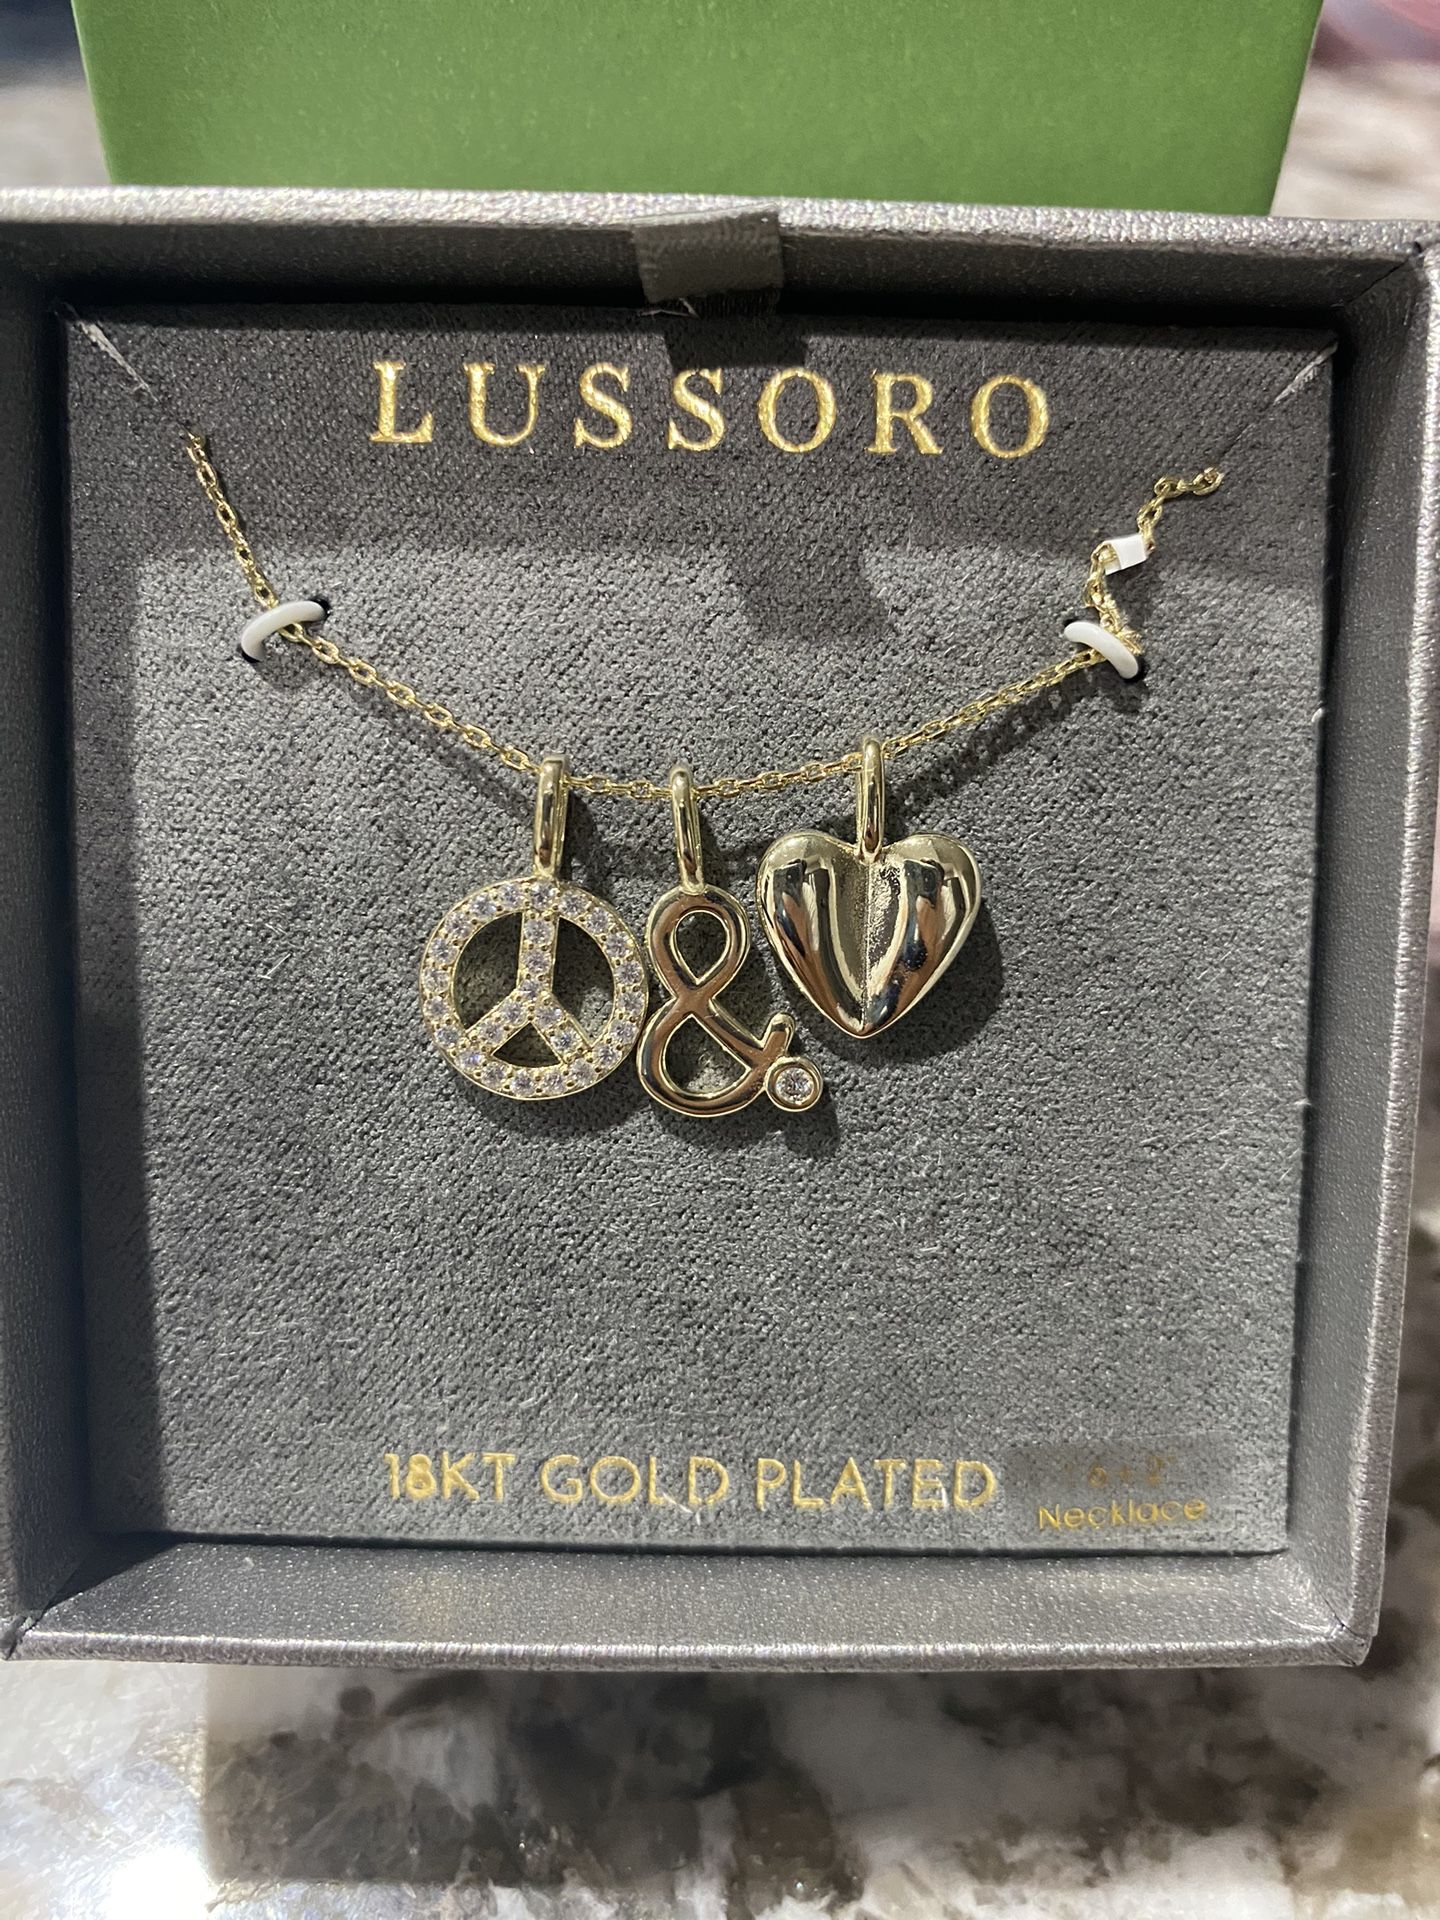 LUSSORO
&
18KT GOLD PLATED
Necklace